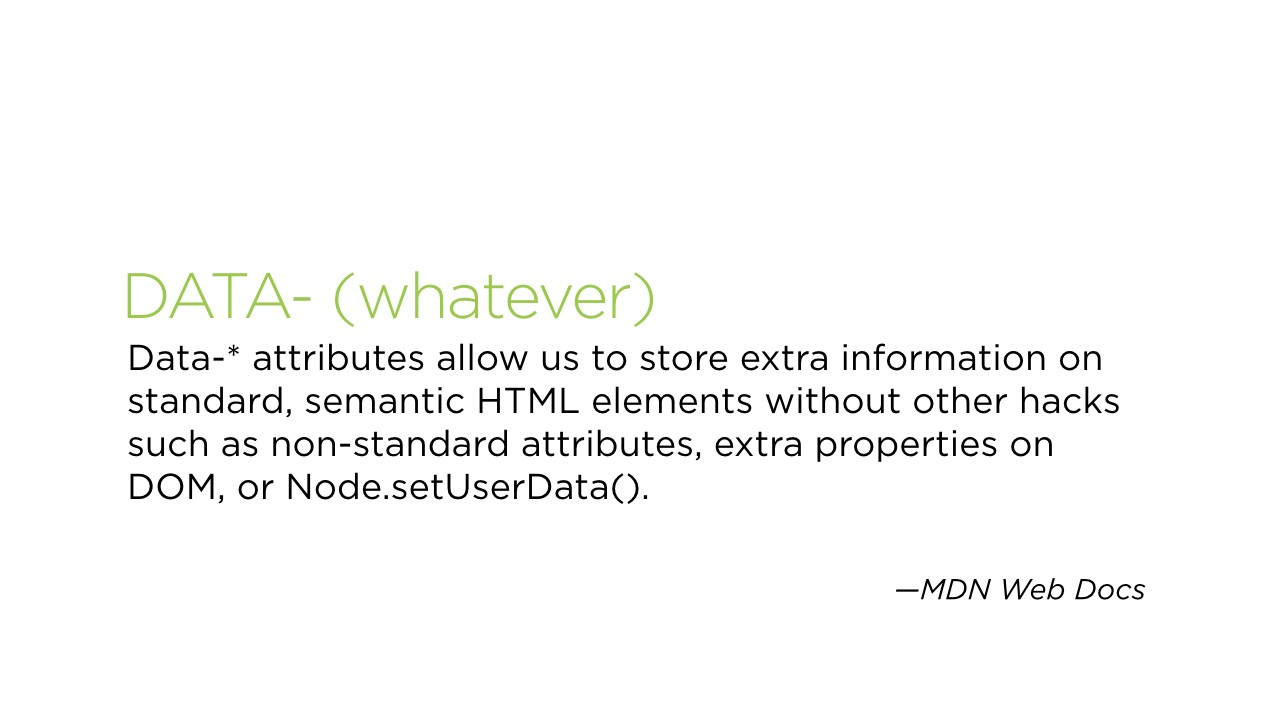 DATA- (whatever)
Data-* attributes allow us to store extra information on
standard, semantic HTML elements without other hacks
such as non-standard attributes, extra properties on
DOM, or Node.setUserData().
—MDN Web Docs